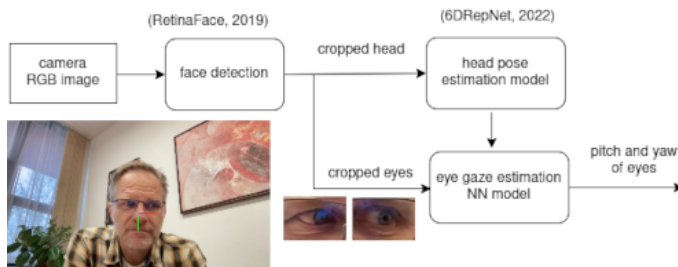 (RetinaFace, 2019)
(6DRepNet, 2022)
camera
RGB image
face detection
cropped head
head pose
estimation model
cropped eyes
eye gaze estimation
NN model
pitch and yaw
of eyes